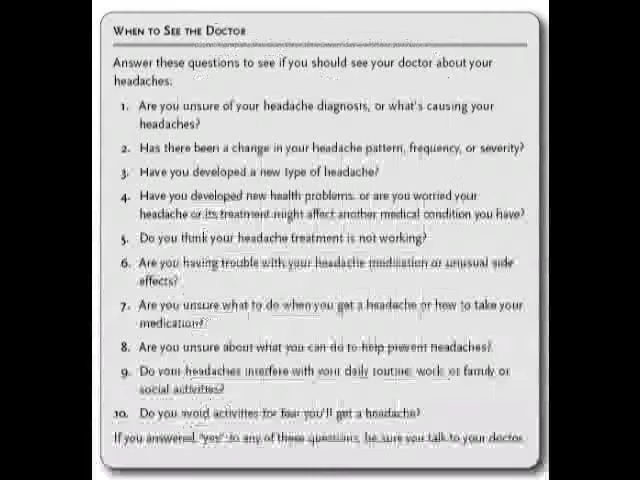 WHEN TO SEE THE DOCTOR
Answer these questions to see if you should see your doctor about your
headaches:
1. Are you unsure of your headache diagnosis, or what's causing your
headaches?
2. Has there been a change in your headache pattern, frequency, or severity?
3. Have you developed a new type of headache?
4. Have you developed new health problems, or are you worried your
headache or its treatment might affect another medical condition you have?
5. Do you think your headache treatment is not working?
6. Are you having trouble with your headache medication or unusual side
effects?
7. Are you unsure what to do when you get a headache or how to take your
medication?
8. Are you unsure about what you can do to help prevent headaches?
9. Do your headaches interfere with your daily routine, work, or family or
social activities?
10. Do you avoid activities for fear you'll get a headache?
If you answered "yes" to any of these questions, be sure you talk to your doctor.